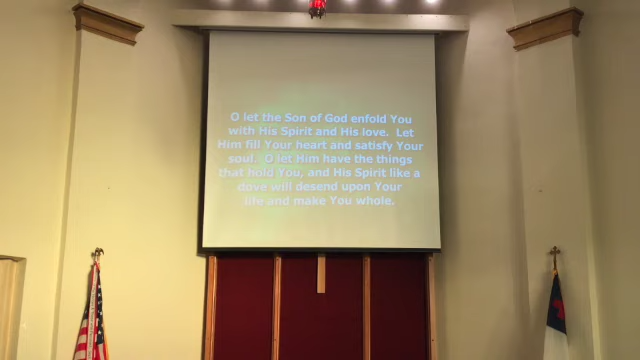 O let the Son of God enfold You
with His Spirit and His love. Let
Him fill Your heart and satisfy Your
soul. O let Him have the things
that hold You, and His Spirit like a
dove will desend upon Your
life and make You whole.